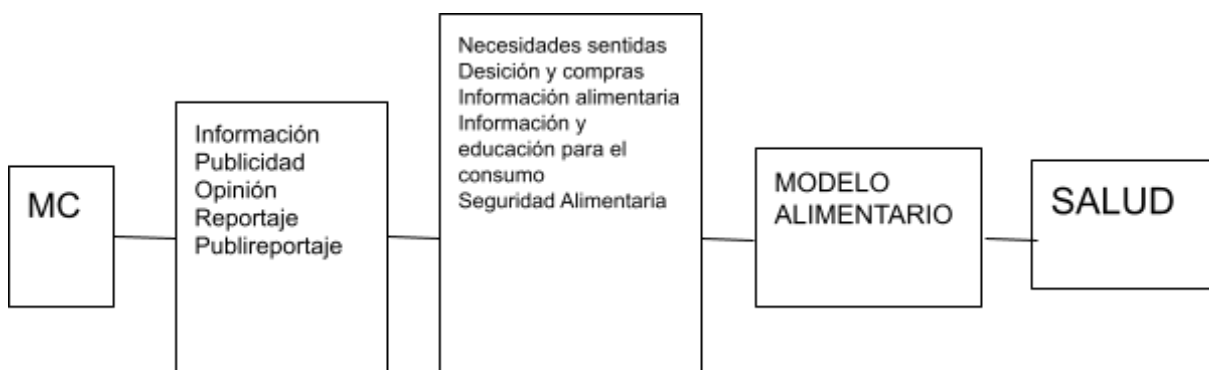 MC
Información
Publicidad
Opinión
Reportaje
Publireportaje
Necesidades sentidas
Desición y compras
Información alimentaria
Información y
educación para el
consumo
Seguridad Alimentaria
MODELO
ALIMENTARIO
SALUD